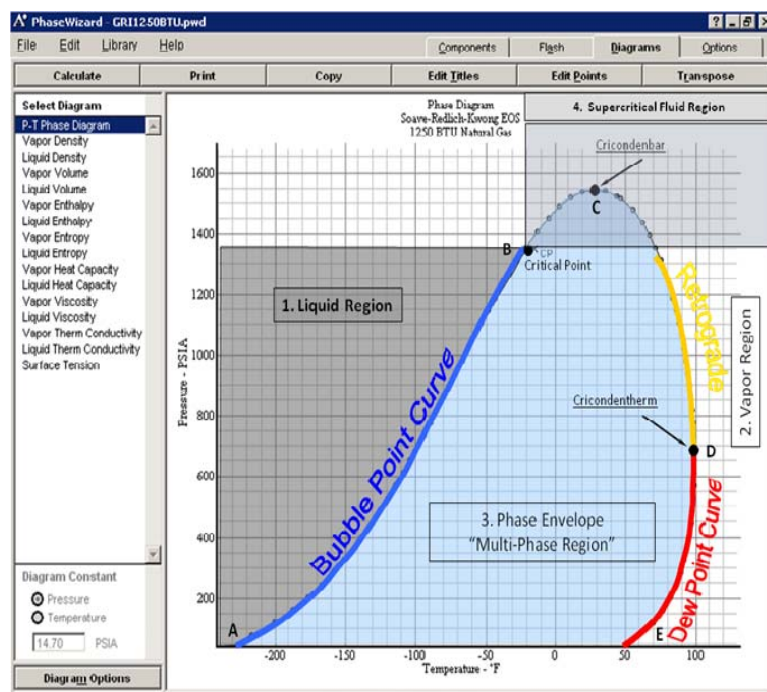 PhaseWizard - GRI1250BTU.pwd
File Edit Library Help
Components Flash Diagrams Options
Calculate Print Copy Edit Titles Edit Points Transpose
Select Diagram
P-T Phase Diagram
Vapor Density
Liquid Density
Vapor Volume
Liquid Volume
Vapor Enthalpy
Liquid Enthalpy
Vapor Entropy
Liquid Entropy
Vapor Heat Capacity
Liquid Heat Capacity
Vapor Viscosity
Liquid Viscosity
Vapor Therm Conductivity
Liquid Therm Conductivity
Surface Tension
Diagram Constant
Pressure
Temperature
14.70 PSIA
Diagram Options
Phase Diagram
Soave-Redlich-Kwong EOS
1250 BTU Natural Gas
4. Supercritical Fluid Region
Cricondenbar
C
B
CP
Critical Point
1. Liquid Region
Bubble Point Curve
Retrograde
2. Vapor Region
Cricondentherm
D
3. Phase Envelope
"Multi-Phase Region"
Dew Point Curve
A
E
Pressure - PSIA
1600
1400
1200
1000
800
600
400
200
-200 -150 -100 -50 0 50 100
Temperature - °F